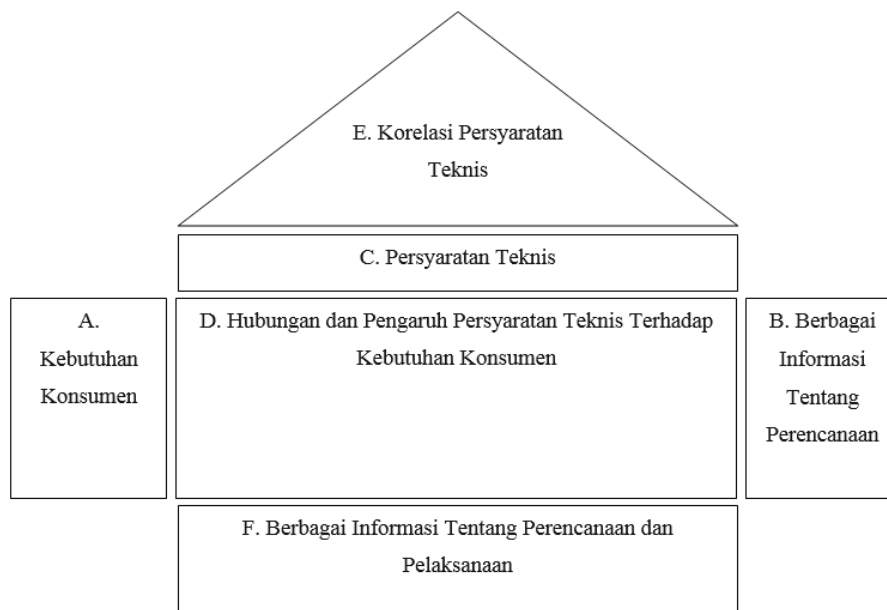 E. Korelasi Persyaratan
Teknis
C. Persyaratan Teknis
A.
Kebutuhan
Konsumen
D. Hubungan dan Pengaruh Persyaratan Teknis Terhadap
Kebutuhan Konsumen
B. Berbagai
Informasi
Tentang
Perencanaan
F. Berbagai Informasi Tentang Perencanaan dan
Pelaksanaan